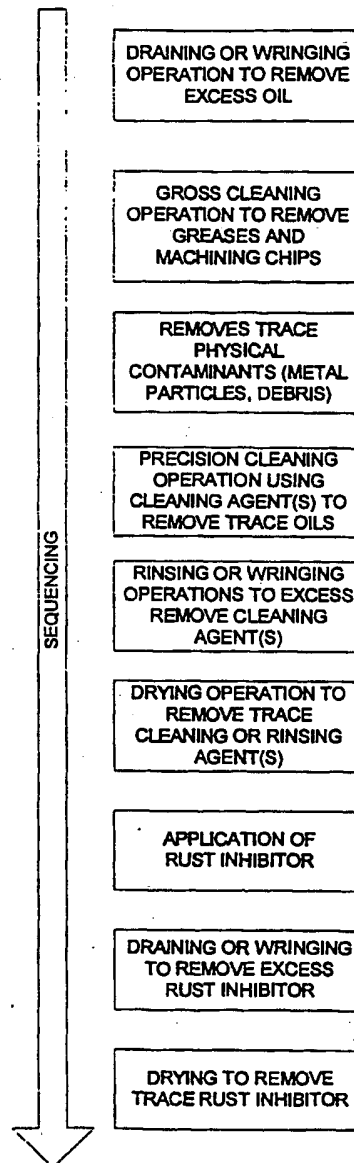 DRAINING OR WRINGING
OPERATION TO REMOVE
EXCESS OIL
GROSS CLEANING
OPERATION TO REMOVE
GREASES AND
MACHINING CHIPS
REMOVES TRACE
PHYSICAL
CONTAMINANTS (METAL
PARTICLES, DEBRIS)
PRECISION CLEANING
OPERATION USING
CLEANING AGENT(S) TO
REMOVE TRACE OILS
RINSING OR WRINGING
OPERATIONS TO EXCESS
REMOVE CLEANING
AGENT(S)
DRYING OPERATION TO
REMOVE TRACE
CLEANING OR RINSING
AGENT(S)
APPLICATION OF
RUST INHIBITOR
DRAINING OR WRINGING
TO REMOVE EXCESS
RUST INHIBITOR
DRYING TO REMOVE
TRACE RUST INHIBITOR
SEQUENCING